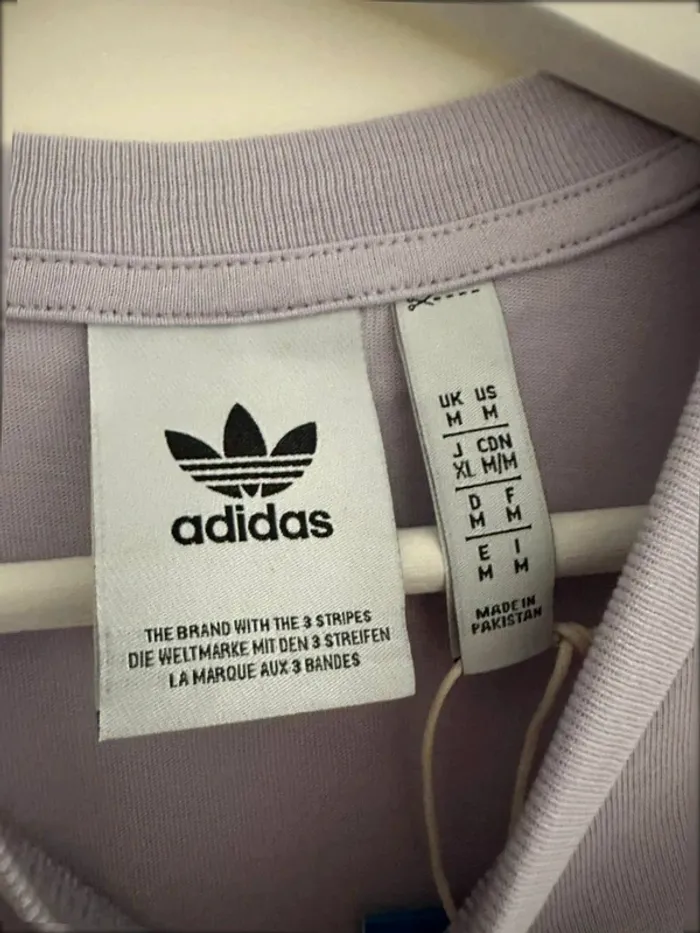 adidas
THE BRAND WITH THE 3 STRIPES
DIE WELTMARKE MIT DEN 3 STREIFEN
LA MARQUE AUX 3 BANDES
UK US
M M
J CDN
XL M/M
D F
M M
E I
M M
MADE IN
PAKISTAN